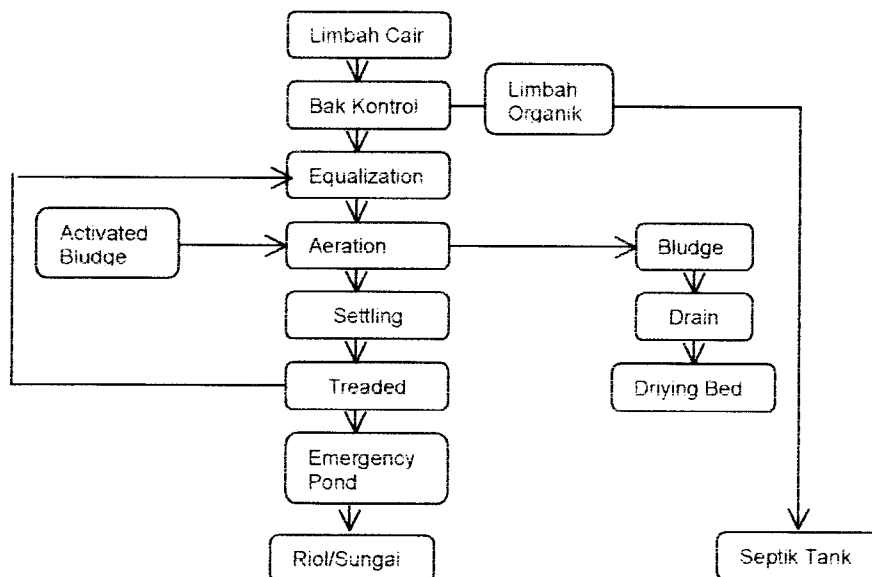 Limbah Cair
Bak Kontrol
Limbah
Organik
Equalization
Activated
Bludge
Aeration
Bludge
Settling
Drain
Treaded
Driying Bed
Emergency
Pond
Riol/Sungai
Septik Tank